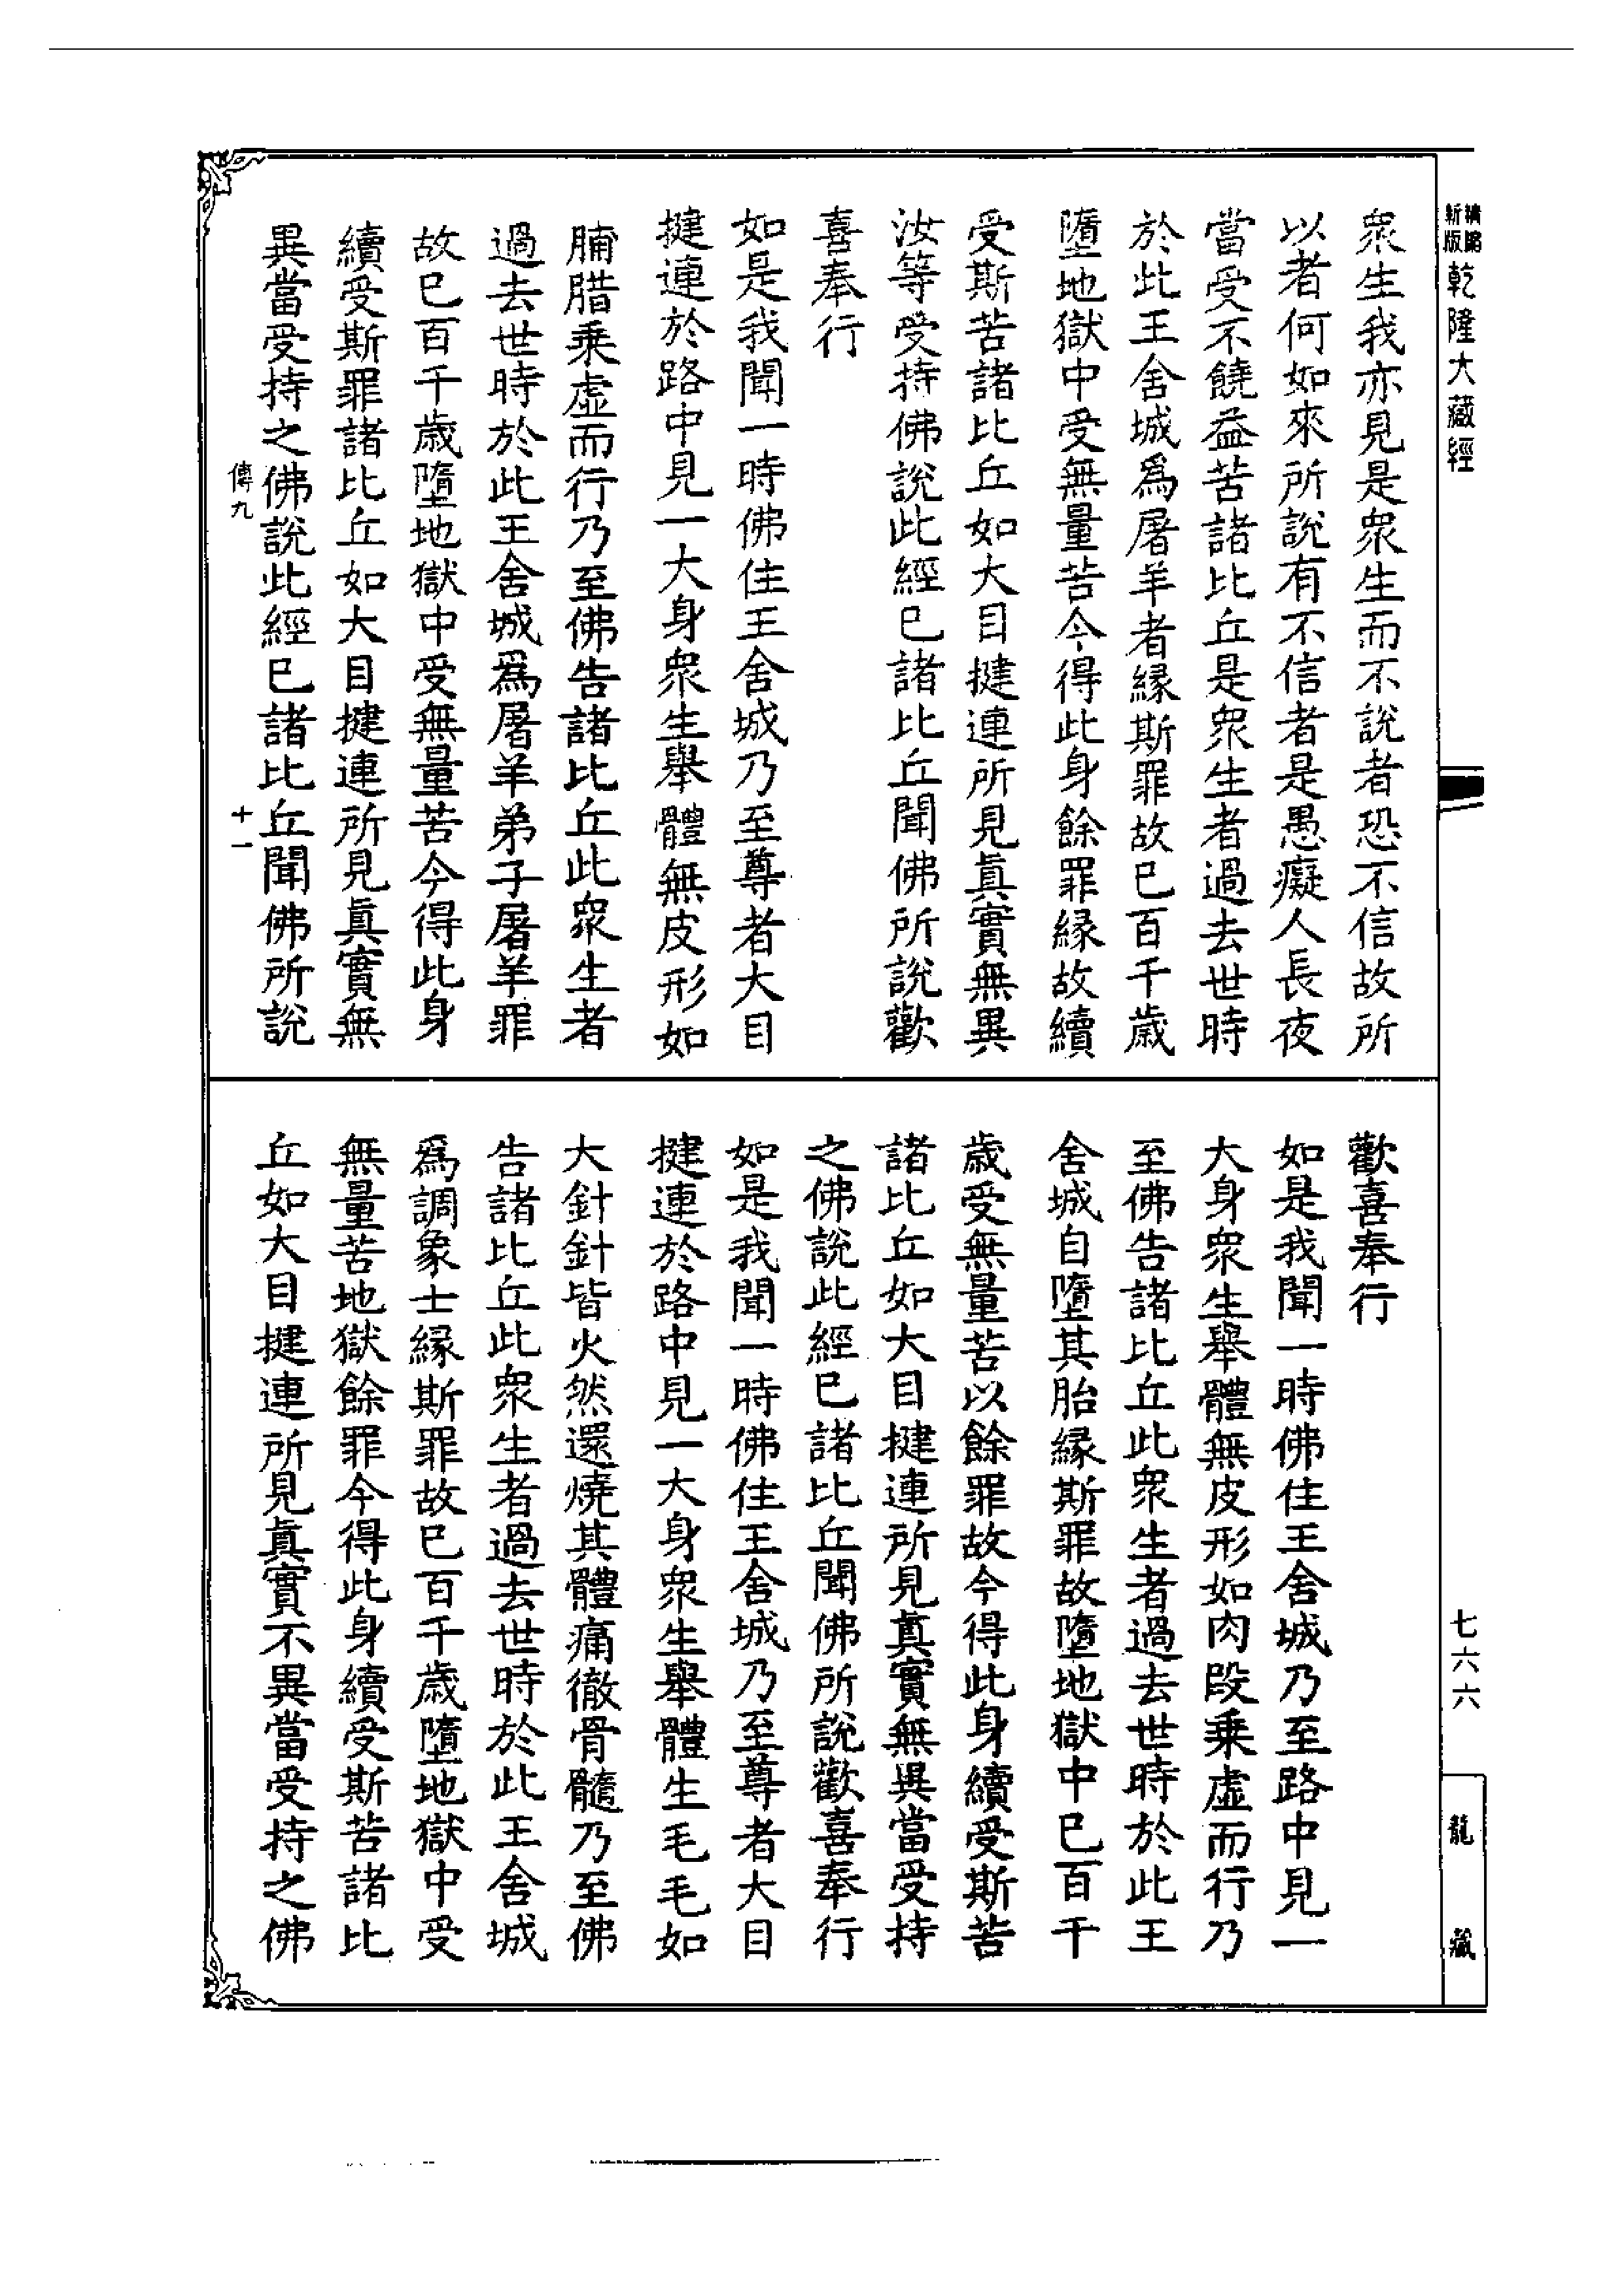 新版
乾隆大藏經
衆生我亦見是衆生而不說者恐不信故所
以者何如來所說有不信者是愚癡人長夜
當受不饒益苦諸比丘是衆生者過去世時
於此王舍城爲屠羊者緣斯罪故已百千歲
墮地獄中受無量苦今得此身餘罪緣故續
受斯苦諸比丘如大目揵連所見眞實無異
汝等受持佛說此經已諸比丘聞佛所說歡
喜奉行
如是我聞一時佛住王舍城乃至尊者大目
揵連於路中見一大身衆生舉體無皮形如
脯腊乘虛而行乃至佛告諸比丘此衆生者
過去世時於此王舍城爲屠羊弟子屠羊罪
故已百千歲墮地獄中受無量苦今得此身
續受斯罪諸比丘如大目揵連所見眞實無
異當受持之佛說此經已諸比丘聞佛所說
傳九
十一
歡喜奉行
如是我聞一時佛住王舍城乃至路中見一
大身衆生舉體無皮形如肉段乘虛而行乃
至佛告諸比丘此衆生者過去世時於此王
舍城自墮其胎緣斯罪故墮地獄中已百千
歲受無量苦以餘罪故今得此身續受斯苦
諸比丘如大目揵連所見眞實無異當受持
之佛說此經已諸比丘聞佛所說歡喜奉行
如是我聞一時佛住王舍城乃至尊者大目
揵連於路中見一大身衆生舉體生毛毛如
大針針皆火然還燒其體痛徹骨髓乃至佛
告諸比丘此衆生者過去世時於此王舍城
爲調象士緣斯罪故已百千歲墮地獄中受
無量苦地獄餘罪今得此身續受斯苦諸比
丘如大目揵連所見眞實不異當受持之佛
七六六
龍藏